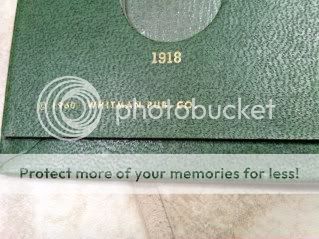 1918
© 1960 WHITMAN PUB. CO.
photobucket
Protect more of your memories for less!